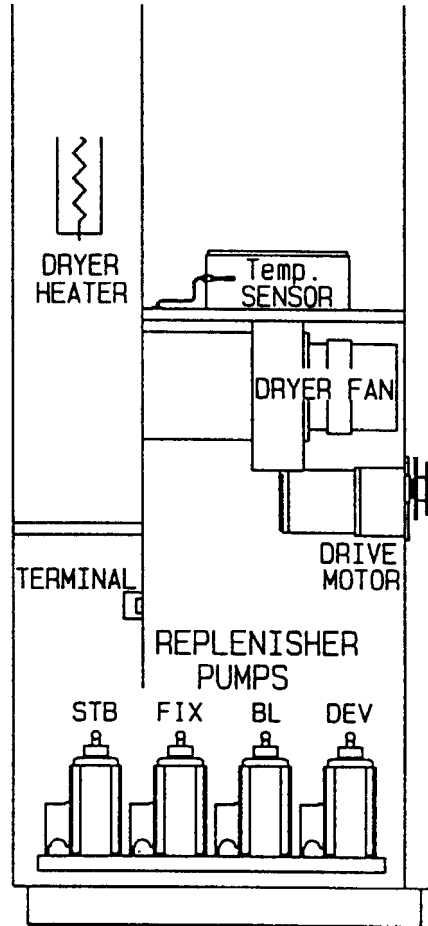 DRYER
HEATER
Temp.
SENSOR
DRYER FAN
DRIVE
MOTOR
TERMINAL
REPLENISHER
PUMPS
STB FIX BL DEV